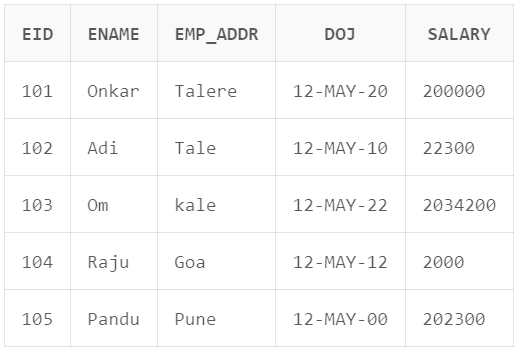 EID ENAME EMP_ADDR DOJ SALARY
101 Onkar Talere 12-MAY-20 200000
102 Adi Tale 12-MAY-10 22300
103 Om kale 12-MAY-22 2034200
104 Raju Goa 12-MAY-12 2000
105 Pandu Pune 12-MAY-00 202300